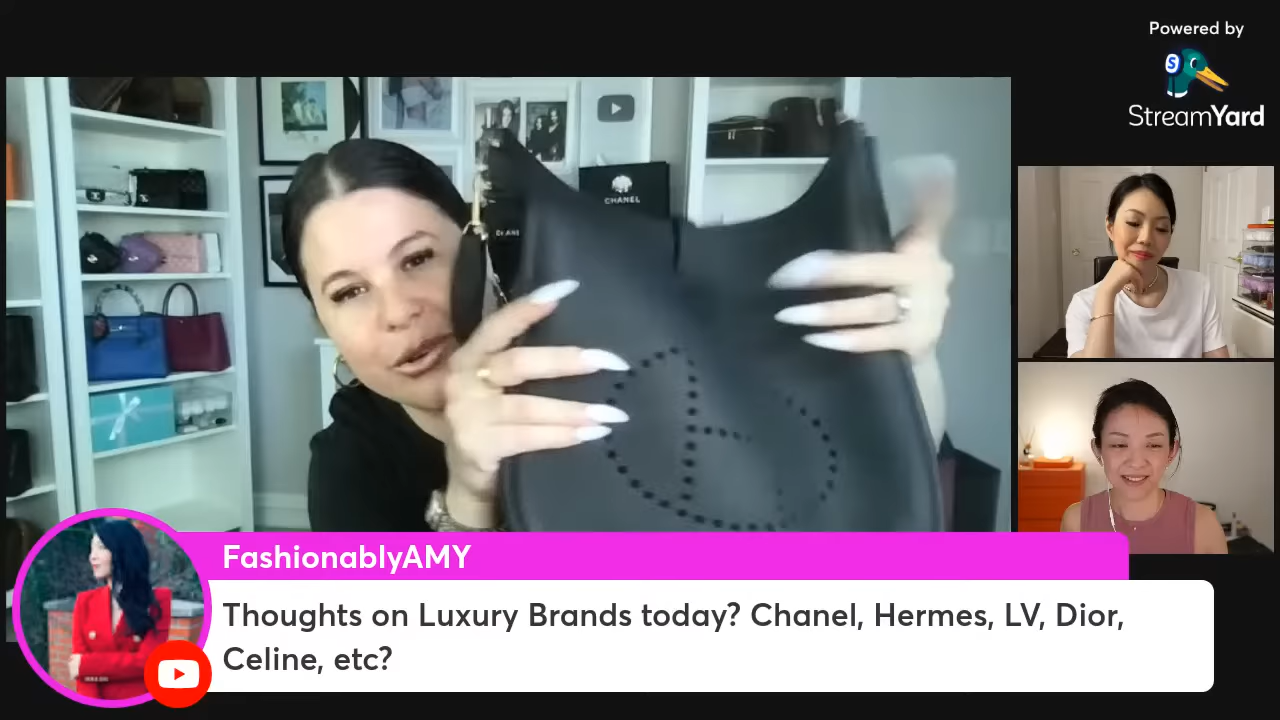 Powered by
StreamYard
CHANEL
FashionablyAMY
Thoughts on Luxury Brands today? Chanel, Hermes, LV, Dior,
Celine, etc?